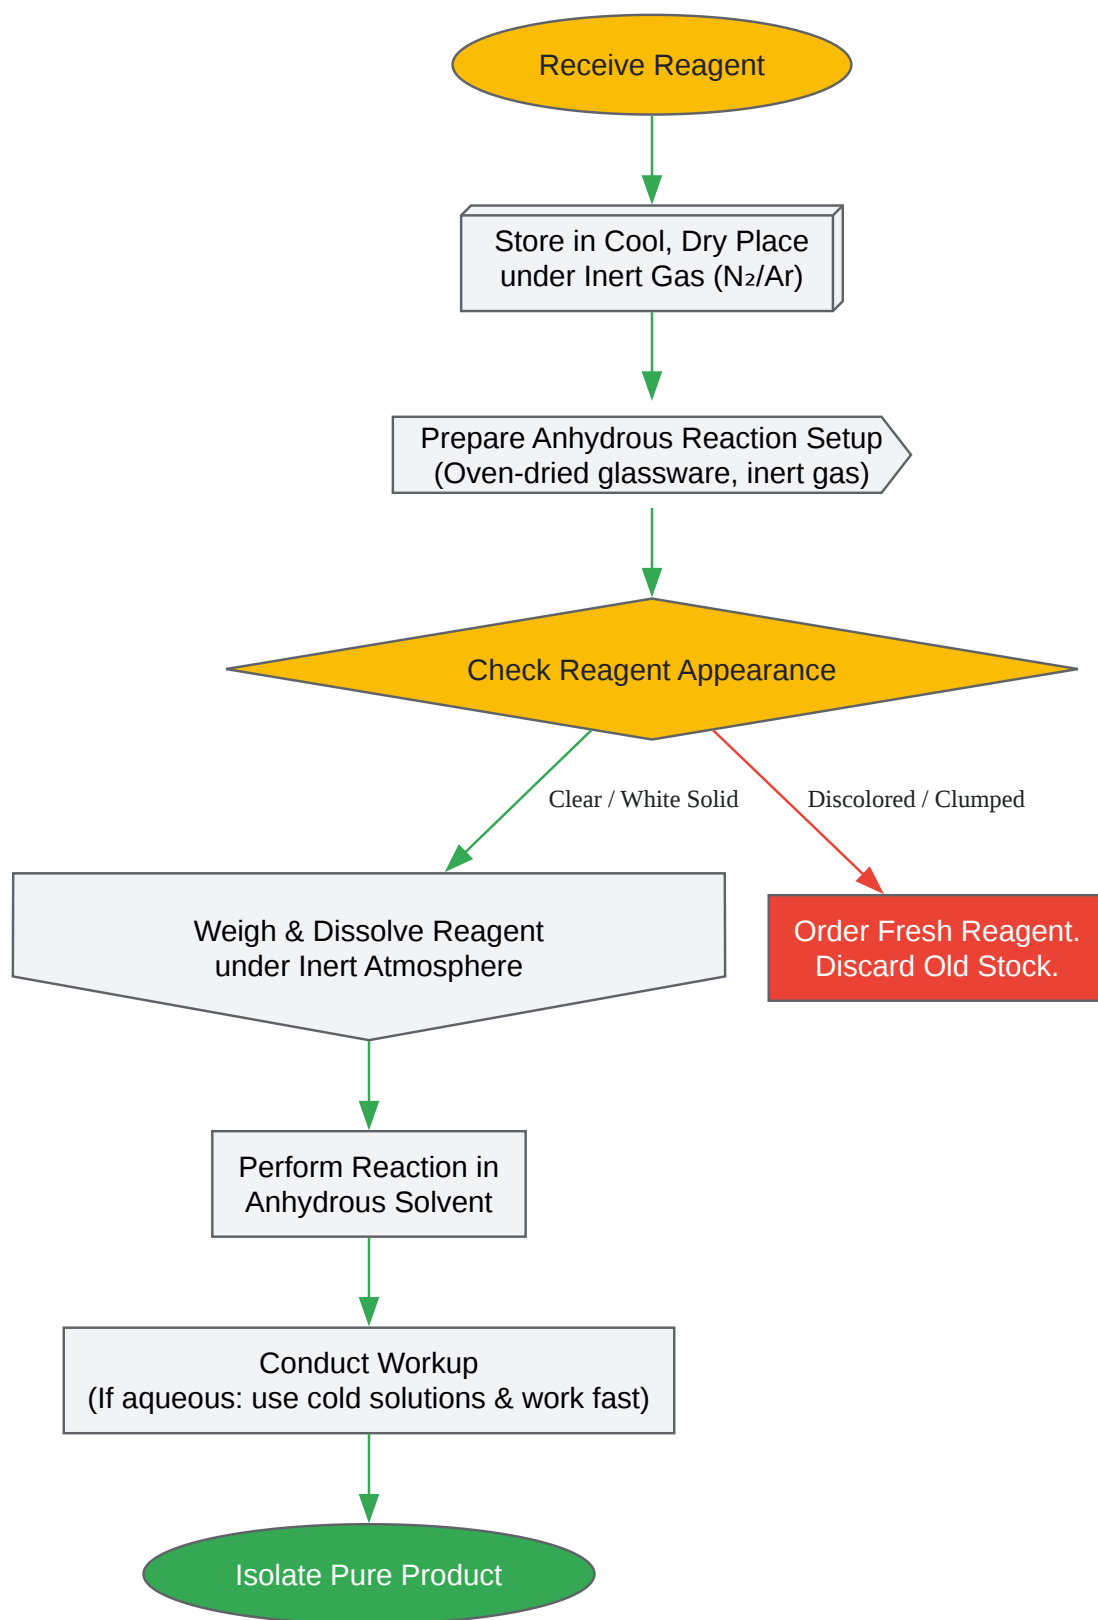 Receive Reagent
Store in Cool, Dry Place
under Inert Gas (N₂/Ar)
Prepare Anhydrous Reaction Setup
(Oven-dried glassware, inert gas)
Check Reagent Appearance
Clear / White Solid
Discolored / Clumped
Weigh & Dissolve Reagent
under Inert Atmosphere
Order Fresh Reagent.
Discard Old Stock.
Perform Reaction in
Anhydrous Solvent
Conduct Workup
(If aqueous: use cold solutions & work fast)
Isolate Pure Product